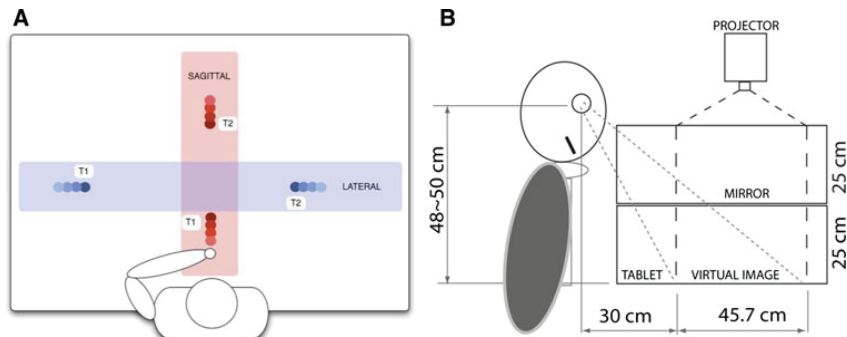 A
SAGITTAL
T2
T1
LATERAL
T2
T1
B
PROJECTOR
48~50 cm
25 cm
MIRROR
25 cm
TABLET
VIRTUAL IMAGE
30 cm
45.7 cm